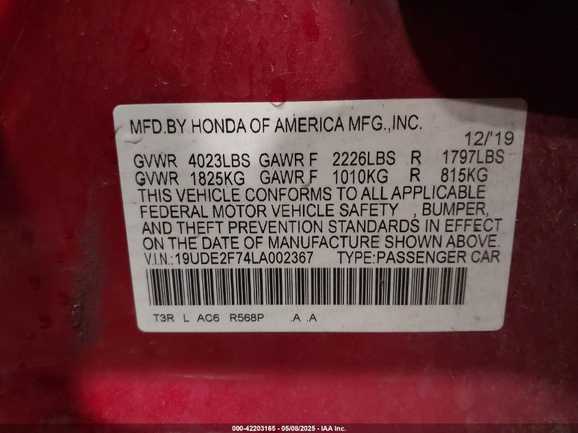 MFD.BY HONDA OF AMERICA MFG.,INC.
12/'19
GVWR 4023LBS GAWR F 2226LBS R 1797LBS
GVWR 1825KG GAWR F 1010KG R 815KG
THIS VEHICLE CONFORMS TO ALL APPLICABLE
FEDERAL MOTOR VEHICLE SAFETY , BUMPER,
AND THEFT PREVENTION STANDARDS IN EFFECT
ON THE DATE OF MANUFACTURE SHOWN ABOVE.
V.I.N.: 19UDE2F74LA002367 TYPE:PASSENGER CAR
T3R L AC6 R568P .A .A
000-42203165 - 05/08/2025 - IAA Inc.